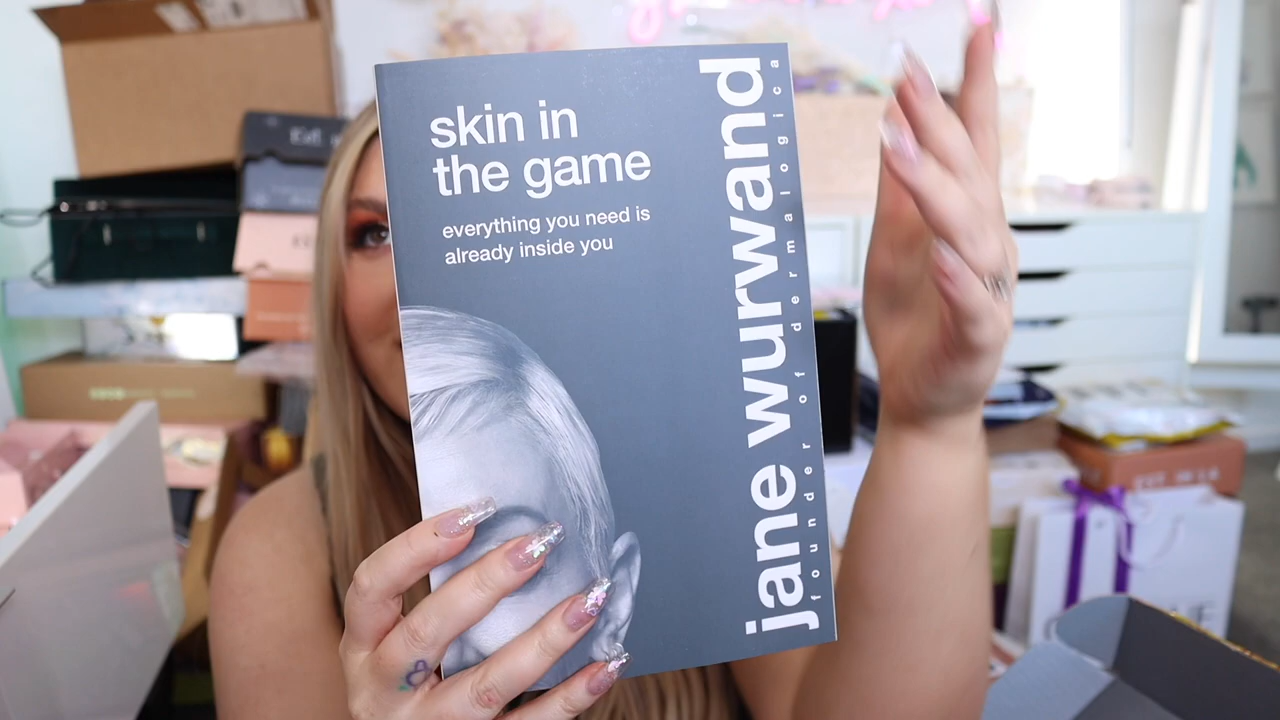 skin in
the game
everything you need is
already inside you
jane wurwand
founder of dermalogica